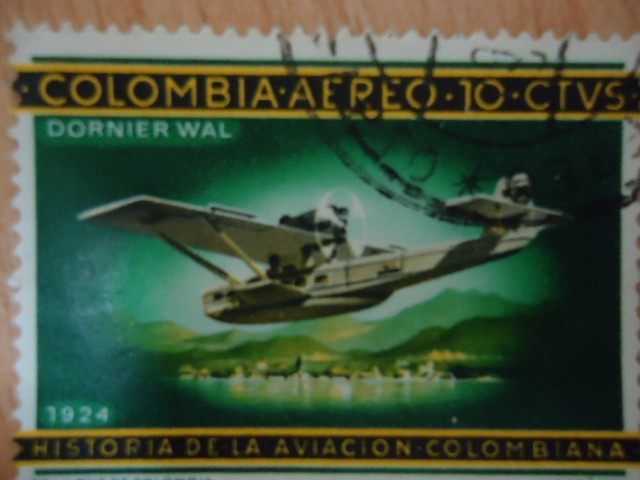 COLOMBIA·AEREO·10·CTVS
DORNIER WAL
1924
HISTORIA DE LA AVIACION·COLOMBIANA